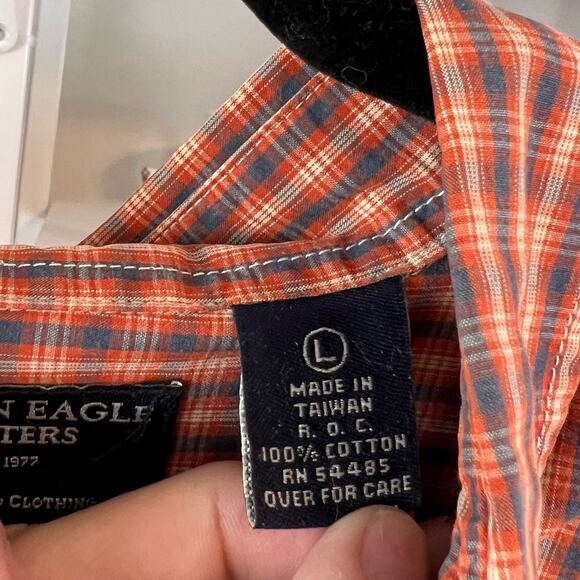 N EAGLE
TERS
1977
CLOTHING
L
MADE IN
TAIWAN
R. O. C.
100% COTTON
RN 54485
OVER FOR CARE